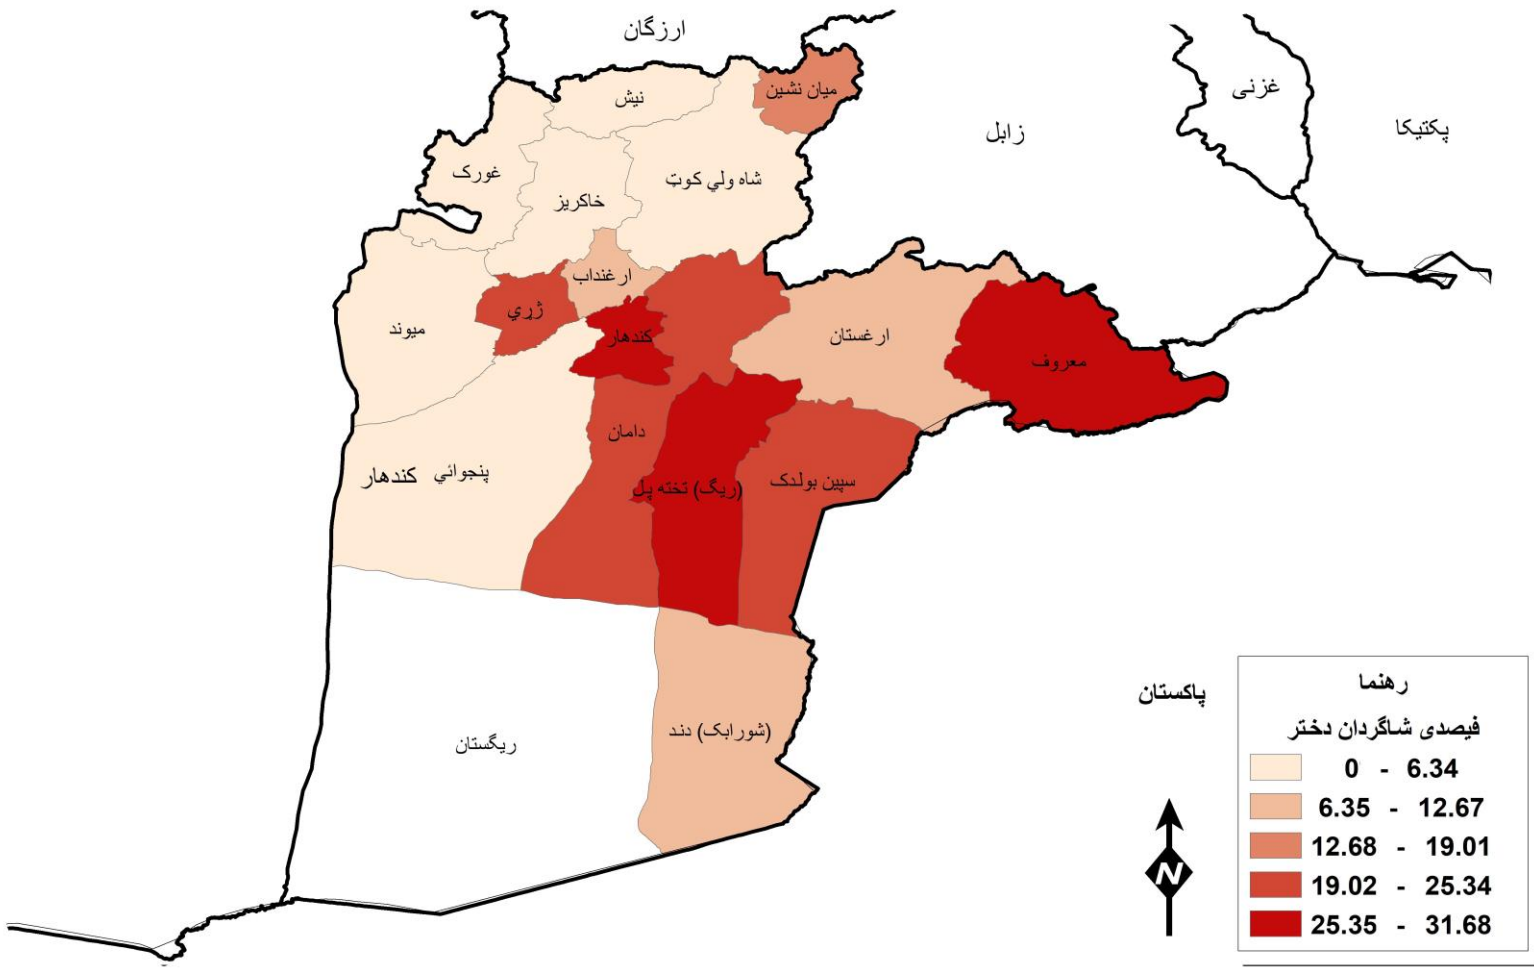 ارزگان
غزنی
پکتیکا
زابل
میان نشین
نیش
غورک
شاه ولي کوټ
خاکریز
ارغنداب
ژړي
کندهار
میوند
ارغستان
معروف
دامان
پنجوائي
کندهار
(ریگ) تخته پل
سپین بولدک
ریگستان
(شورابک) دند
پاکستان
رهنما
فیصدی شاگردان دختر
0 - 6.34
6.35 - 12.67
12.68 - 19.01
19.02 - 25.34
25.35 - 31.68
N